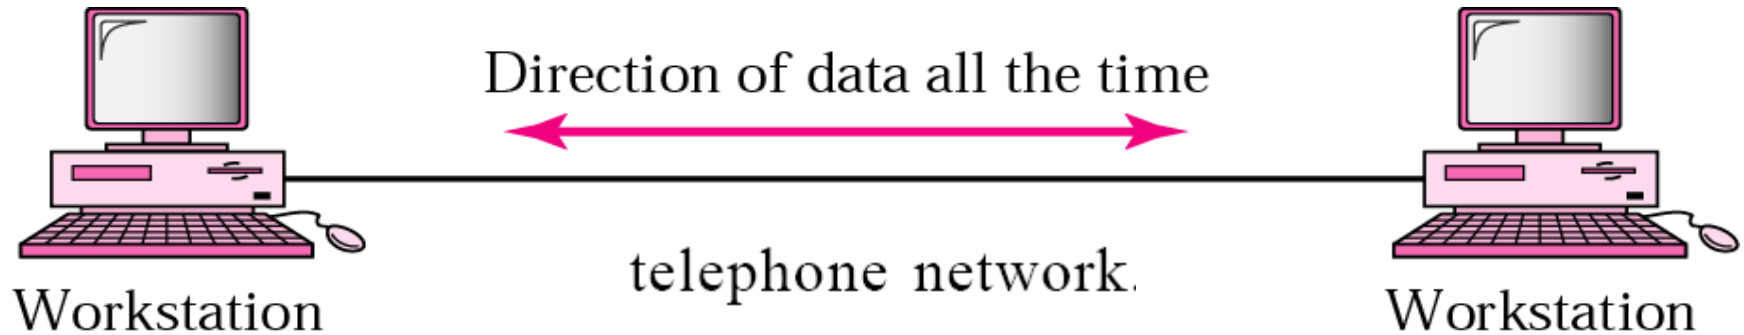 Direction of data all the time
telephone network.
Workstation
Workstation